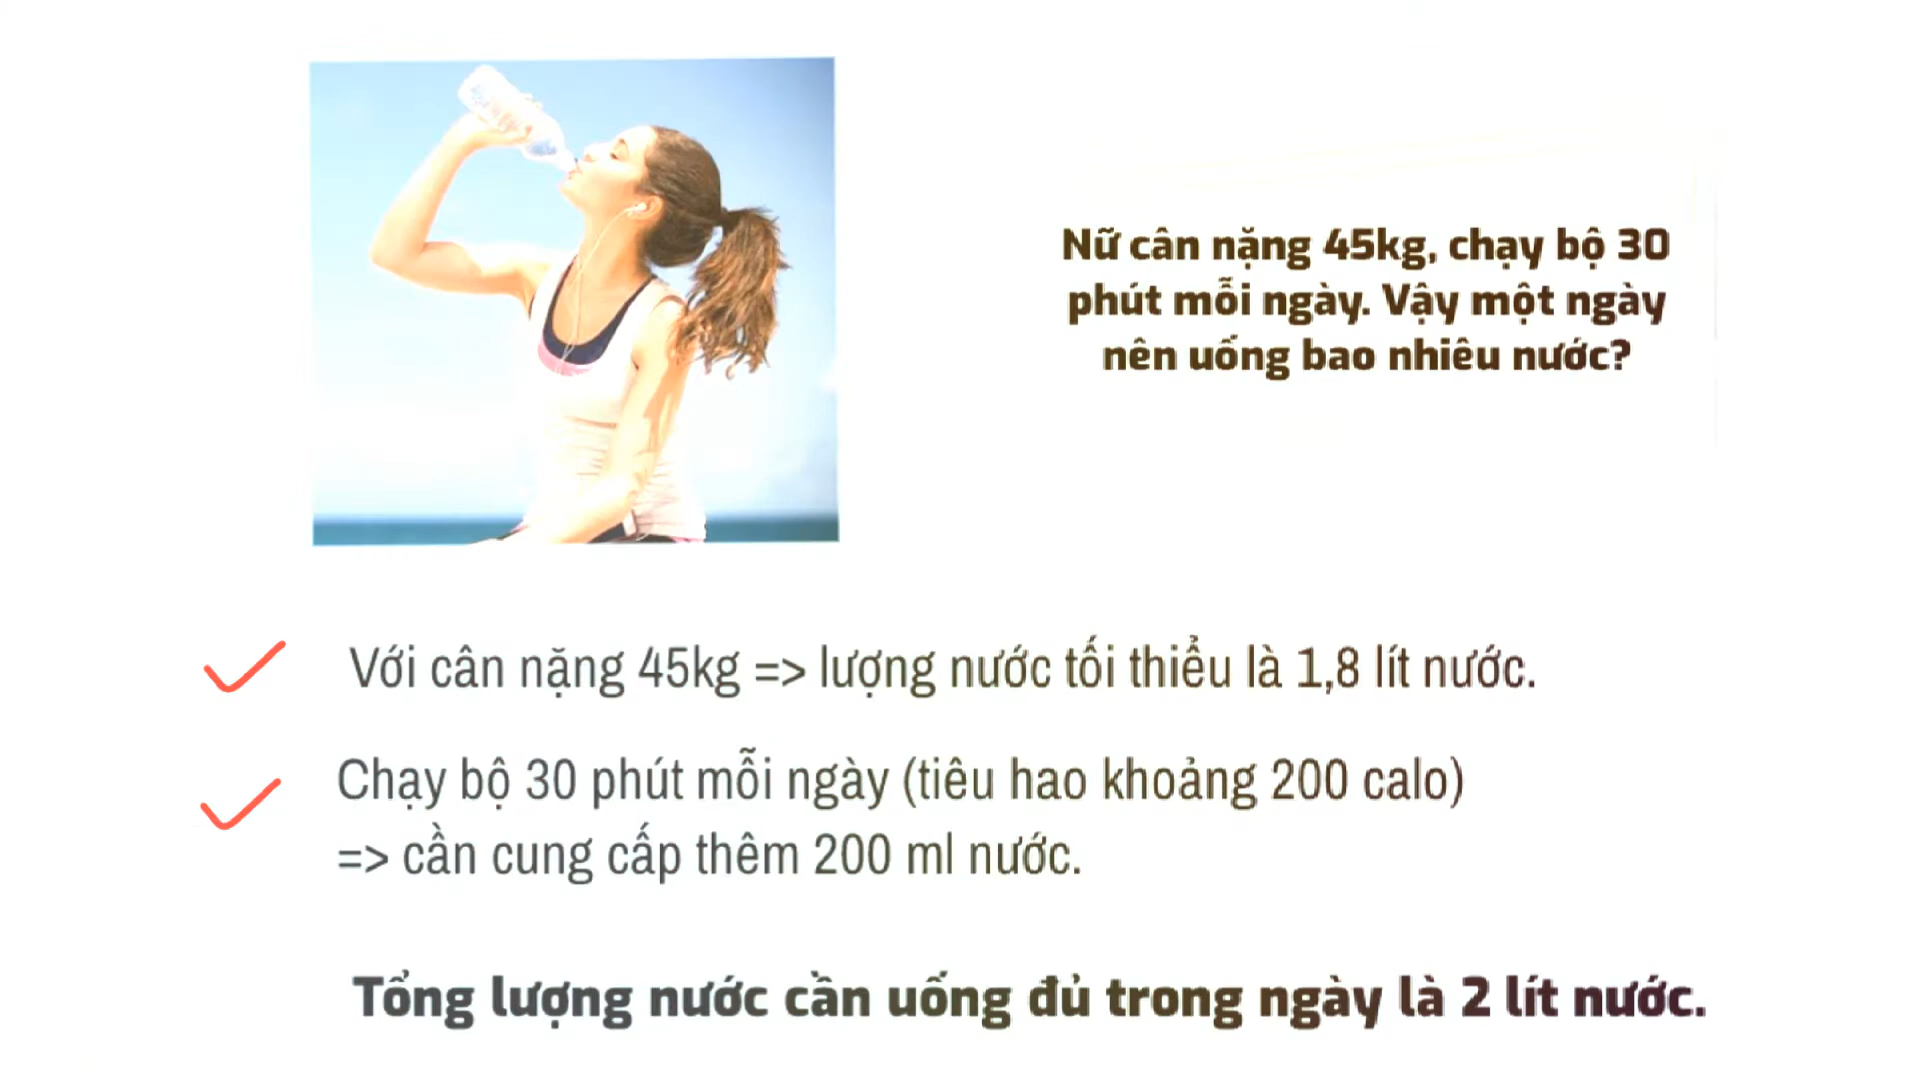 Nữ cân nặng 45kg, chạy bộ 30
phút mỗi ngày. Vậy một ngày
nên uống bao nhiêu nước?
Với cân nặng 45kg => lượng nước tối thiểu là 1,8 lít nước.
Chạy bộ 30 phút mỗi ngày (tiêu hao khoảng 200 calo)
=> cần cung cấp thêm 200 ml nước.
Tổng lượng nước cần uống đủ trong ngày là 2 lít nước.